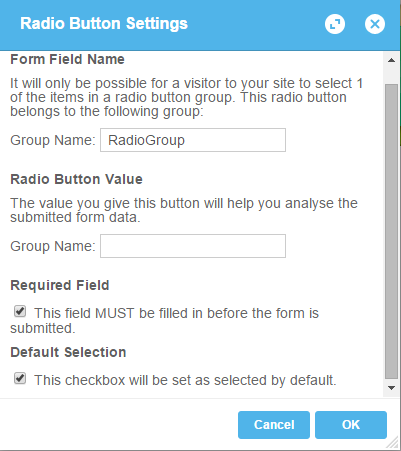 Radio Button Settings
Form Field Name
It will only be possible for a visitor to your site to select 1
of the items in a radio button group. This radio button
belongs to the following group:
Group Name: RadioGroup
Radio Button Value
The value you give this button will help you analyse the
submitted form data.
Group Name:
Required Field
This field MUST be filled in before the form is
submitted.
Default Selection
This checkbox will be set as selected by default.
Cancel OK